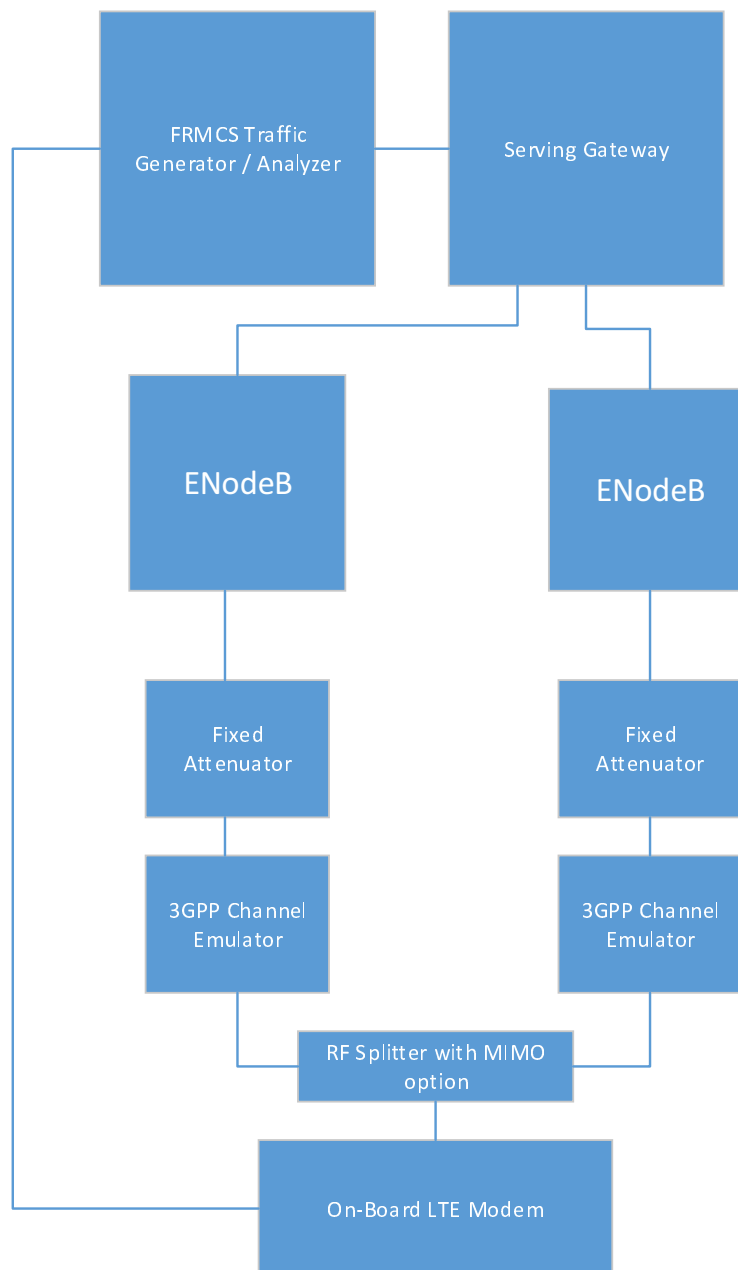 FRMCS Traffic
Generator / Analyzer
Serving Gateway
ENodeB
ENodeB
Fixed
Attenuator
Fixed
Attenuator
3GPP Channel
Emulator
3GPP Channel
Emulator
RF Splitter with MIMO
option
On-Board LTE Modem